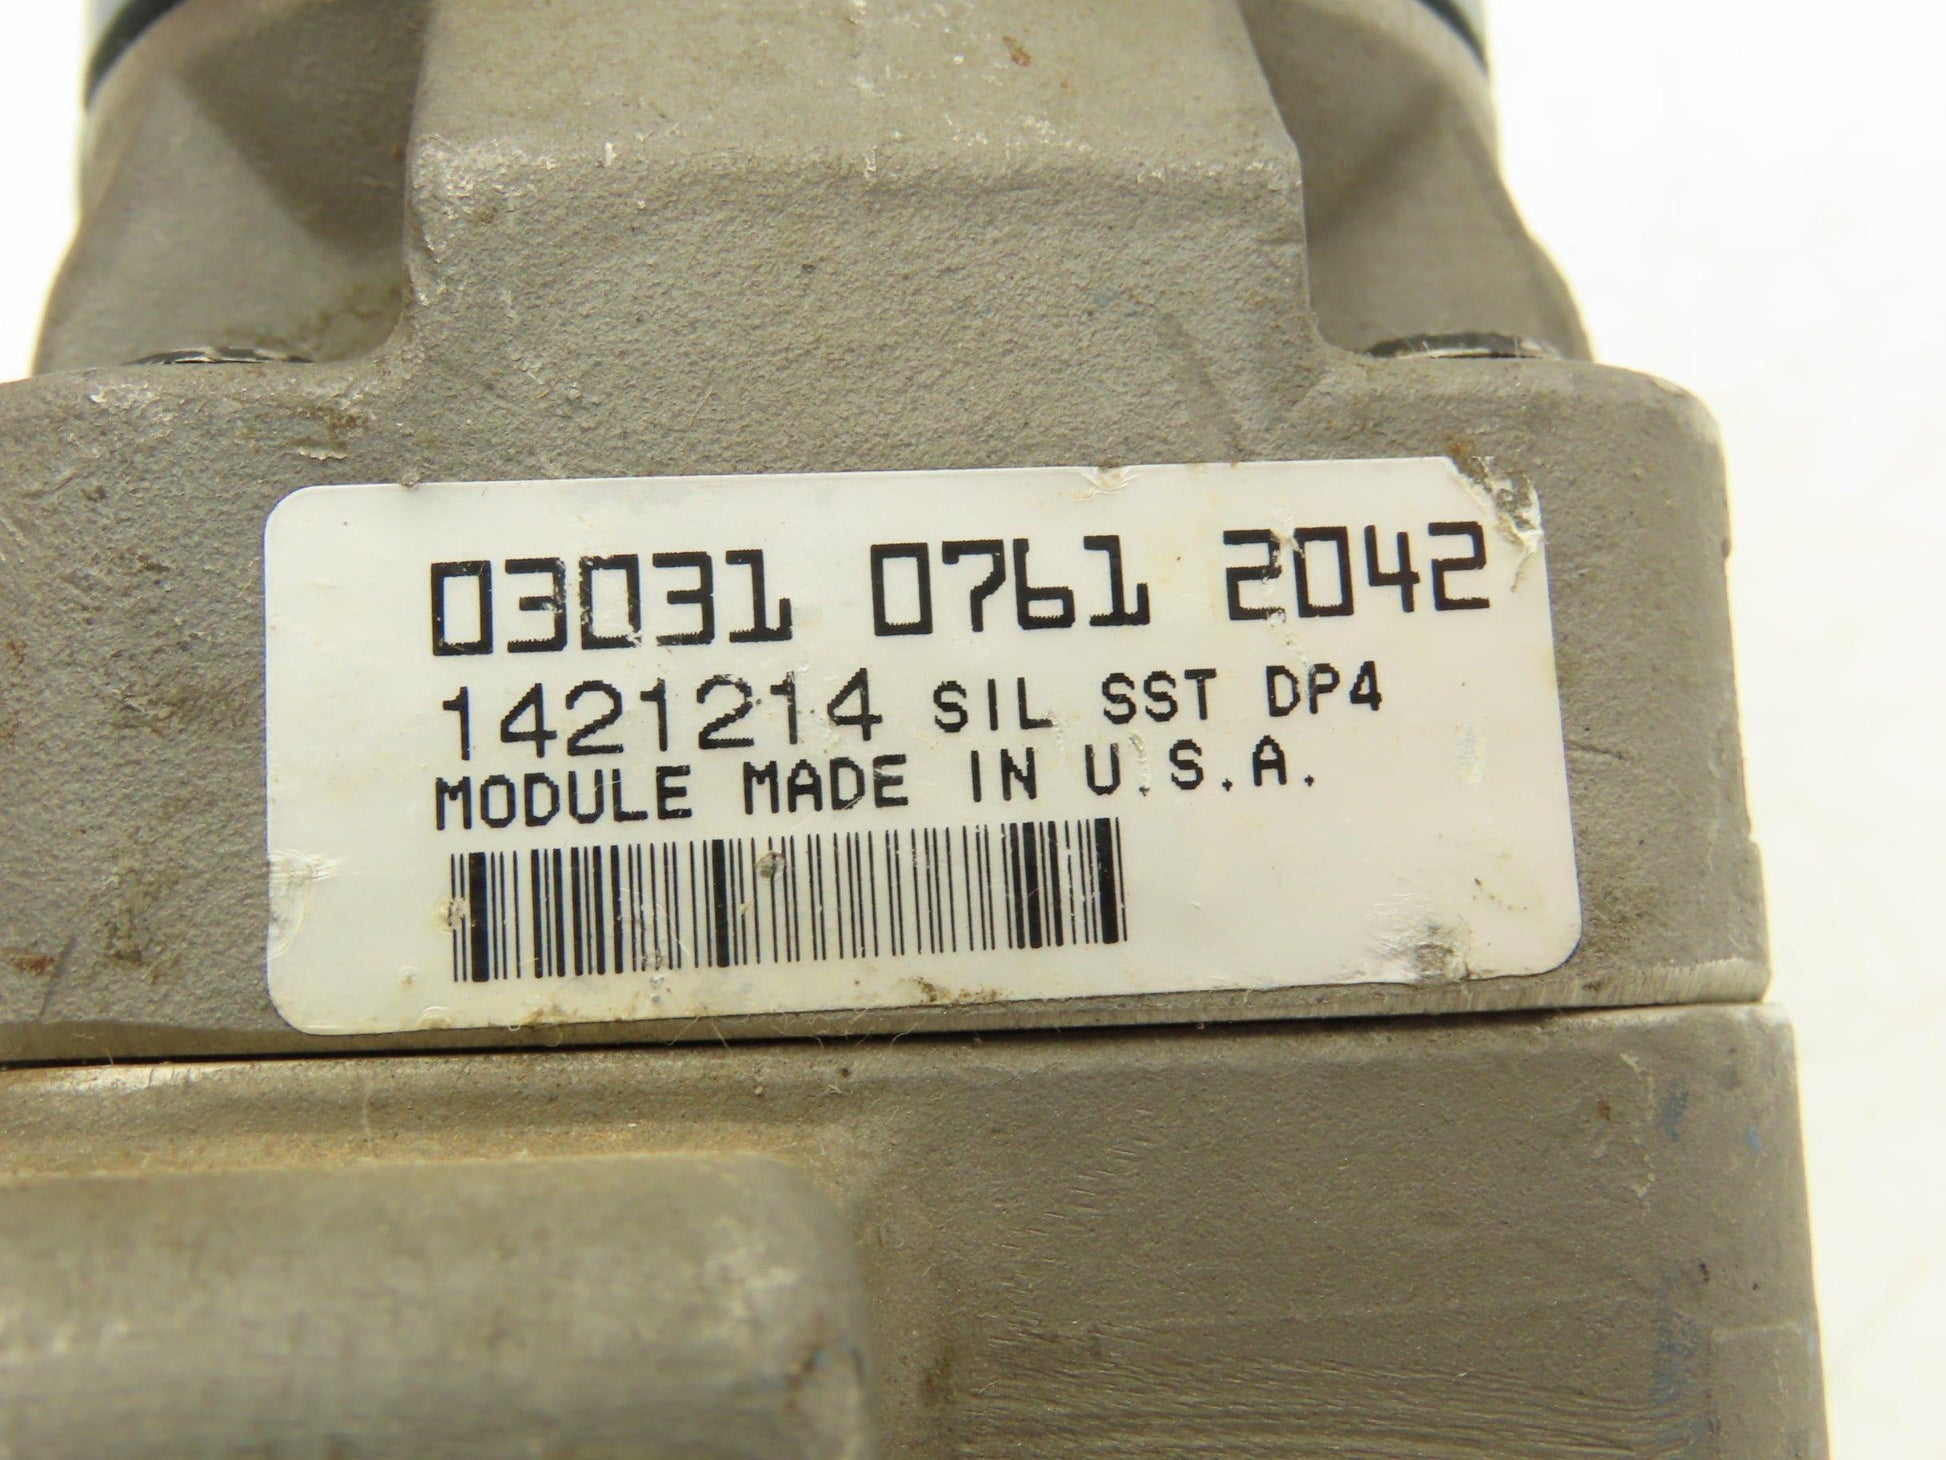 03031 0761 2042
1421214 SIL SST DP4
MODULE MADE IN U.S.A.